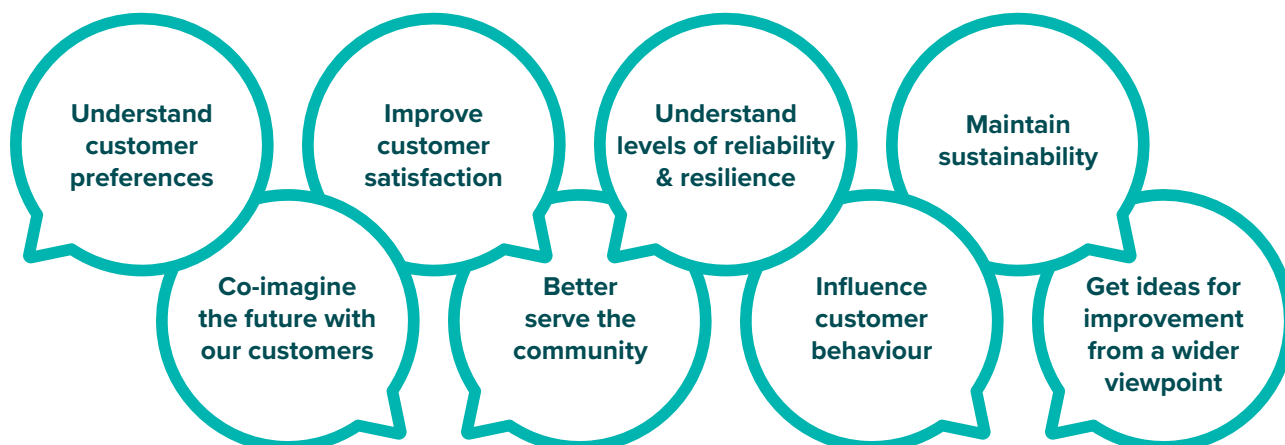 Understand
customer
preferences
Improve
customer
satisfaction
Understand
levels of reliability
& resilience
Maintain
sustainability
Co-imagine
the future with
our customers
Better
serve the
community
Influence
customer
behaviour
Get ideas for
improvement
from a wider
viewpoint